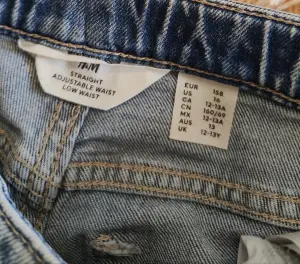 H&M
STRAIGHT
ADJUSTABLE WAIST
LOW WAIST
EUR 158
US 16
CA 12-13A
CN 160/69
MX 12-13A
AUS 13
UK 12-13Y